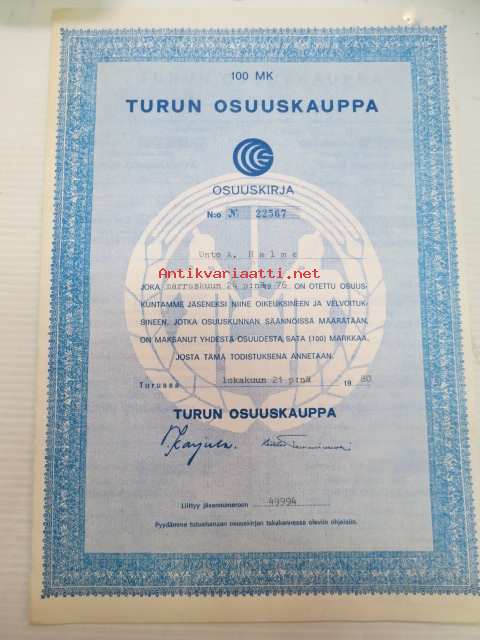 100 MK
TURUN OSUUSKAUPPA
OSUUSKIRJA
N:o № 22567
Unto A. Helme
Antikvariaatti.net
JOKA marraskuun 24 p:nä 76 ON OTETTU OSUUS-
KUNTAMME JÄSENEKSI NIINE OIKEUKSINEEN JA VELVOITUK-
SINEEN, JOTKA OSUUSKUNNAN SÄÄNNÖISSÄ MÄÄRÄTÄÄN,
ON MAKSANUT YHDESTÄ OSUUDESTA SATA (100) MARKKAA,
JOSTA TÄMÄ TODISTUKSENA ANNETAAN.
Turussa lokakuun 21 p:nä 19 80
TURUN OSUUSKAUPPA
Liittyy jäsennumeroon 49994
Pyydämme tutustumaan osuuskirjan takakannessa oleviin ohjeisiin.